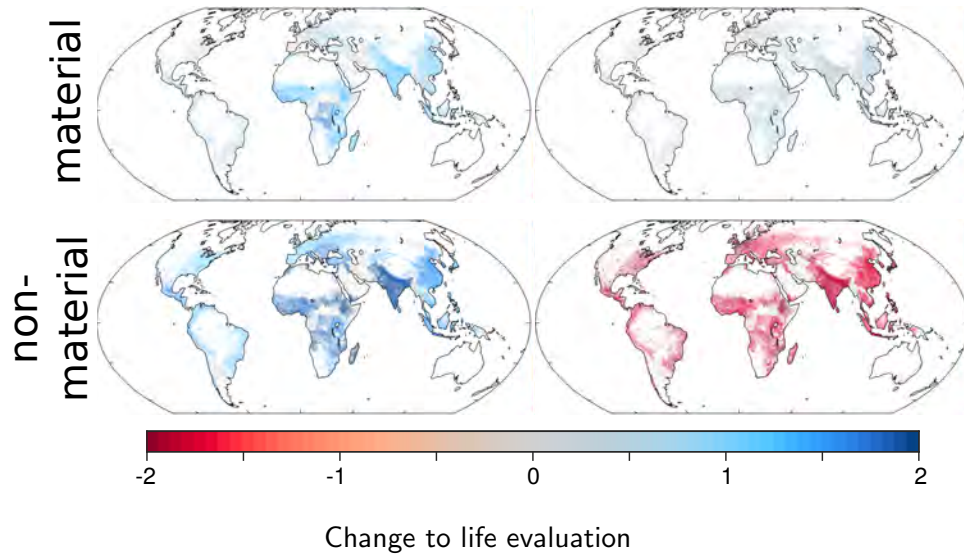 material
non-
material
-2 -1 0 1 2
Change to life evaluation